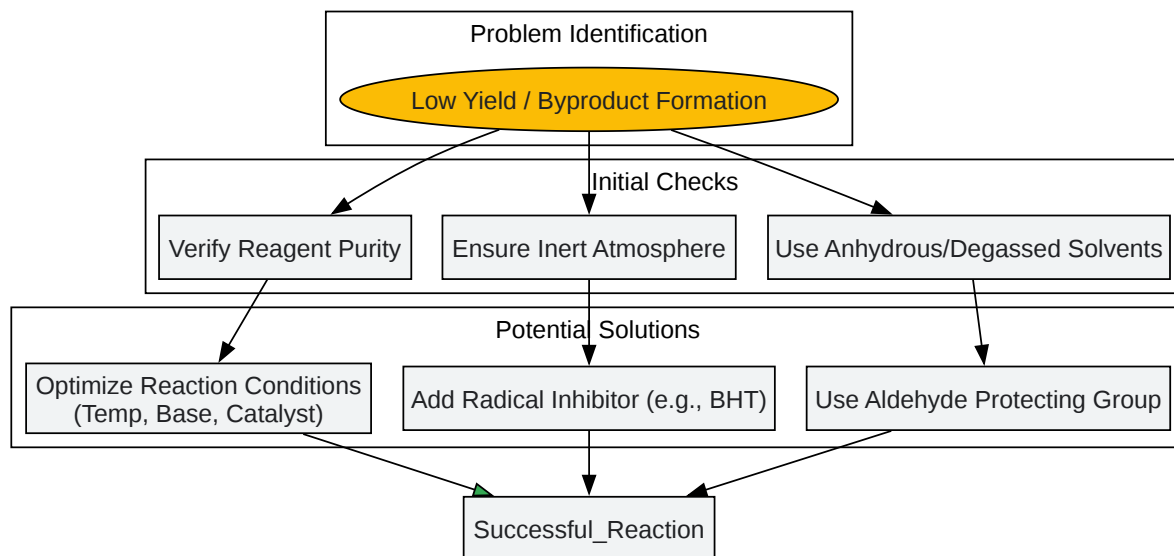 Problem Identification
Low Yield / Byproduct Formation
Initial Checks
Verify Reagent Purity
Ensure Inert Atmosphere
Use Anhydrous/Degassed Solvents
Potential Solutions
Optimize Reaction Conditions
(Temp, Base, Catalyst)
Add Radical Inhibitor (e.g., BHT)
Use Aldehyde Protecting Group
Successful_Reaction